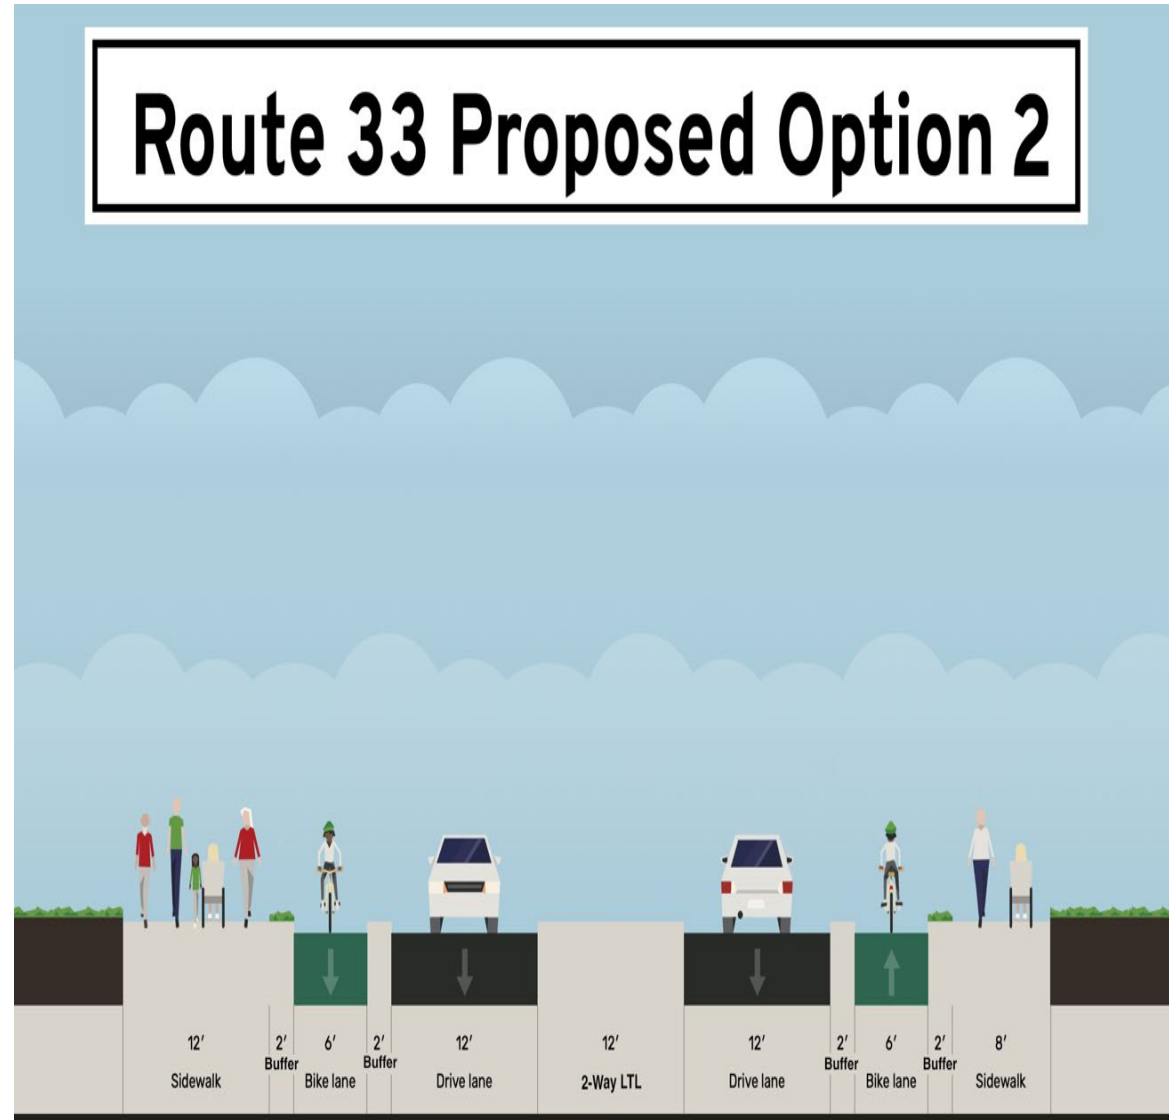 Route 33 Proposed Option 2
12′ 2′ 6′ 2′ 12′ 12′ 12′ 2′ 6′ 2′ 8′
Buffer Buffer Buffer Buffer
Sidewalk Bike lane Drive lane 2-Way LTL Drive lane Bike lane Sidewalk